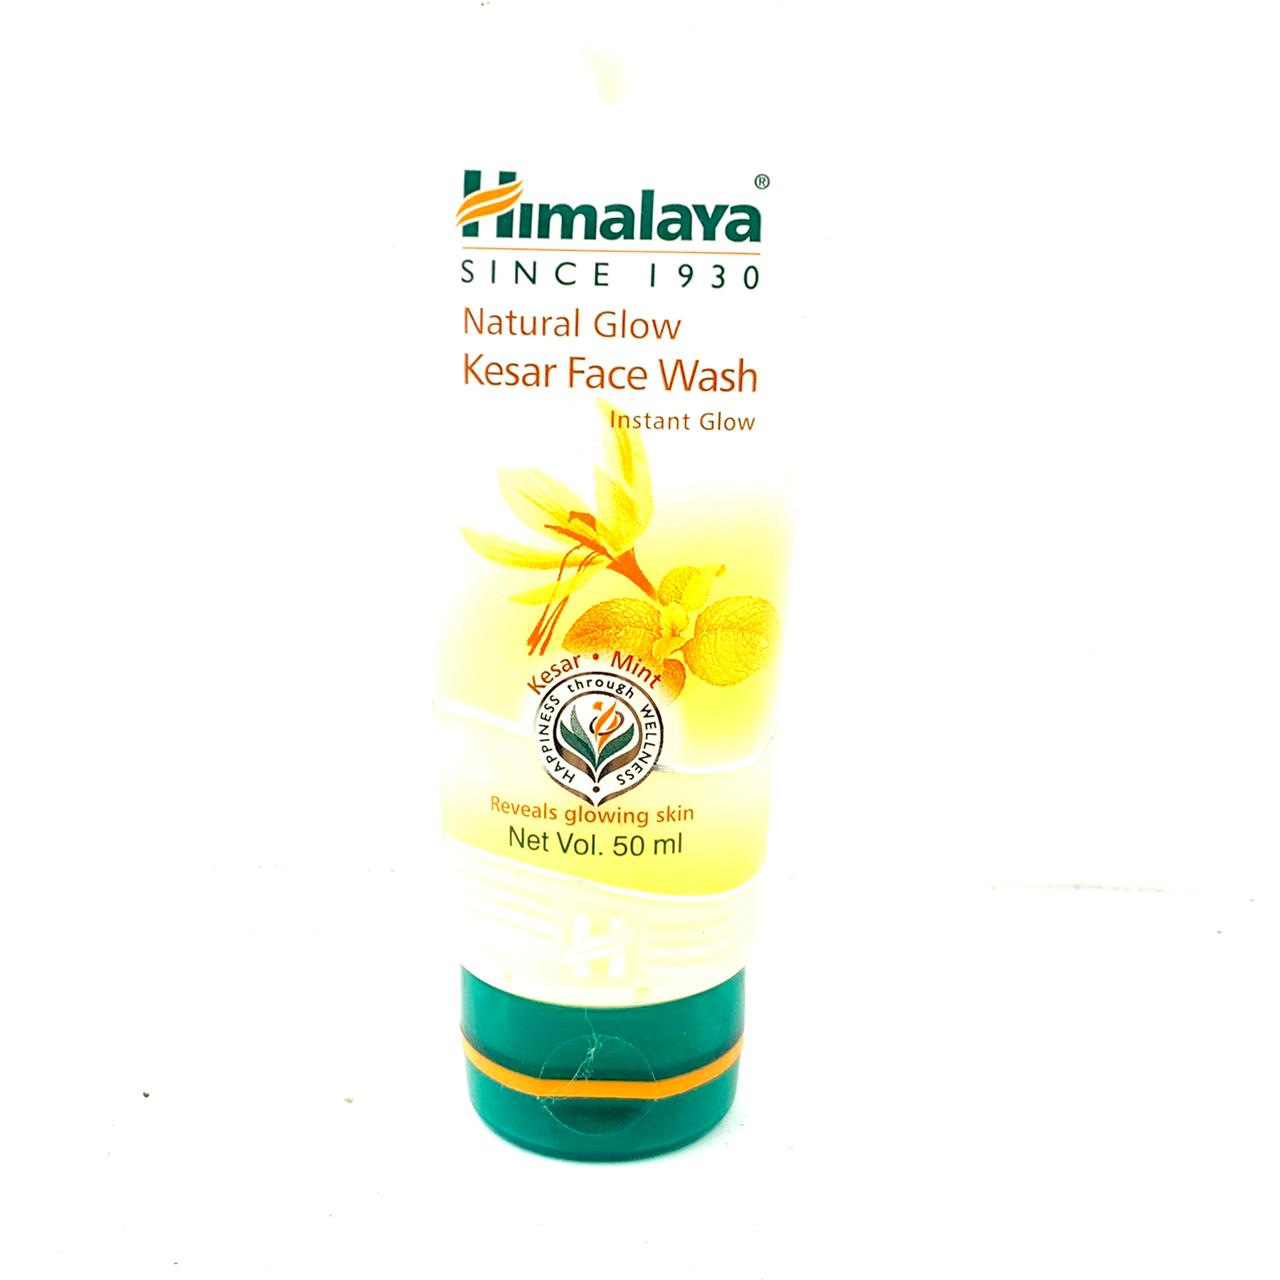 Himalaya®
SINCE 1930
Natural Glow
Kesar Face Wash
Instant Glow
Kesar • Mint
HAPPINESS through WELLNESS
Reveals glowing skin
Net Vol. 50 ml
H